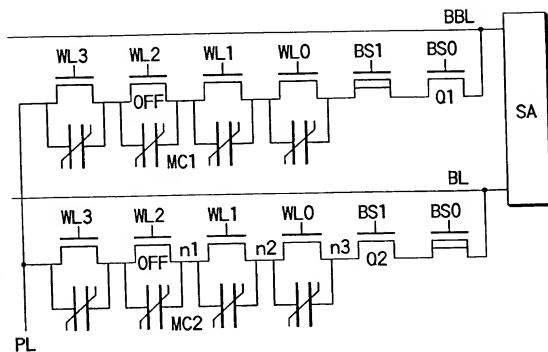 BBL
WL3 WL2 WL1 WL0 BS1 BS0
OFF Q1 SA
MC1
BL
WL3 WL2 WL1 WL0 BS1 BS0
OFF n1 n2 n3 Q2
MC2
PL